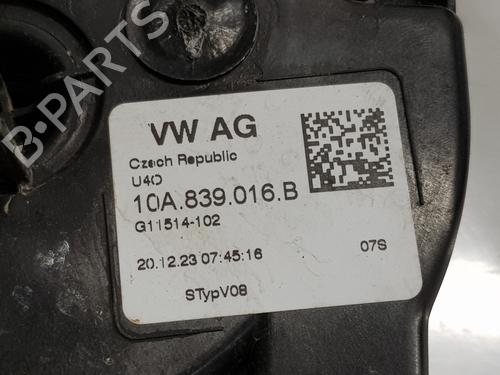 VW AG
Czech Republic
U4O
10A.839.016.B
G11514-102
20.12.23 07:45:16
07S
STypV08
B-PARTS